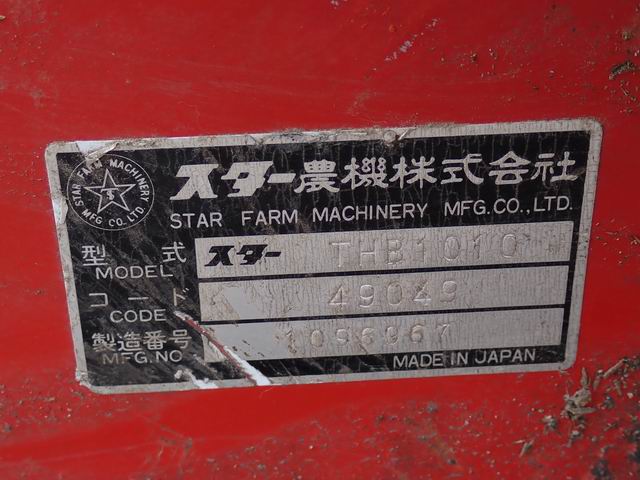 STAR FARM MACHINERY MFG CO., LTD.
スター農機株式会社
STAR FARM MACHINERY MFG.CO.,LTD.
型式 スター THB1010
MODEL
コード 49049
CODE
製造番号 1096967
MFG.NO
MADE IN JAPAN